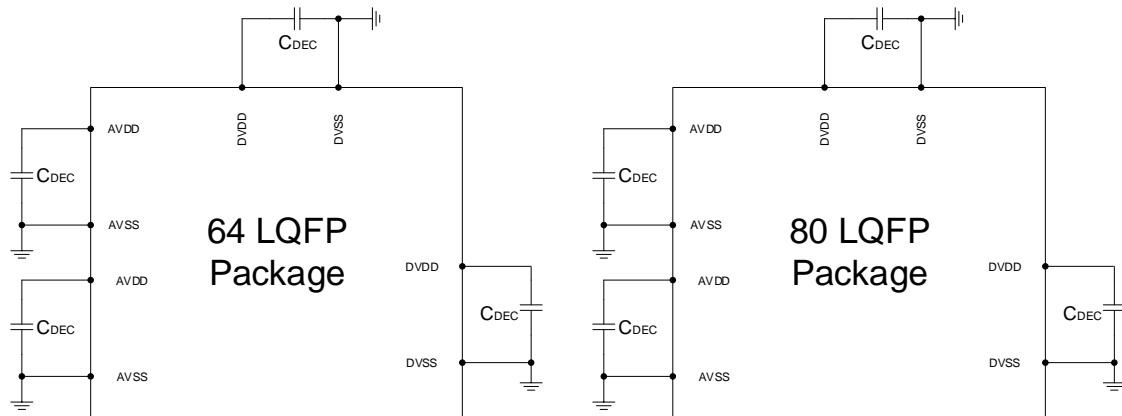 CDEC
DVDD
DVSS
AVDD
CDEC
AVSS
64 LQFP
Package
AVDD
CDEC
AVSS
DVDD
CDEC
DVSS
CDEC
DVDD
DVSS
AVDD
CDEC
AVSS
80 LQFP
Package
AVDD
CDEC
AVSS
DVDD
CDEC
DVSS